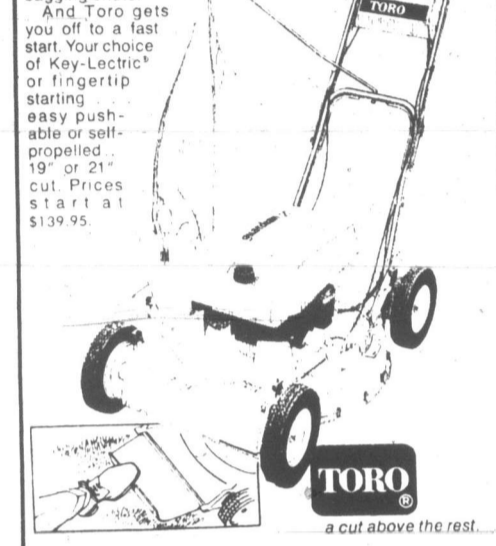 And Toro gets
you off to a fast
start. Your choice
of Key-Lectric®
or fingertip
starting . . .
easy push-
able or self-
propelled . .
19" or 21"
cut. Prices
start at
$139.95.
TORO
TORO®
a cut above the rest.